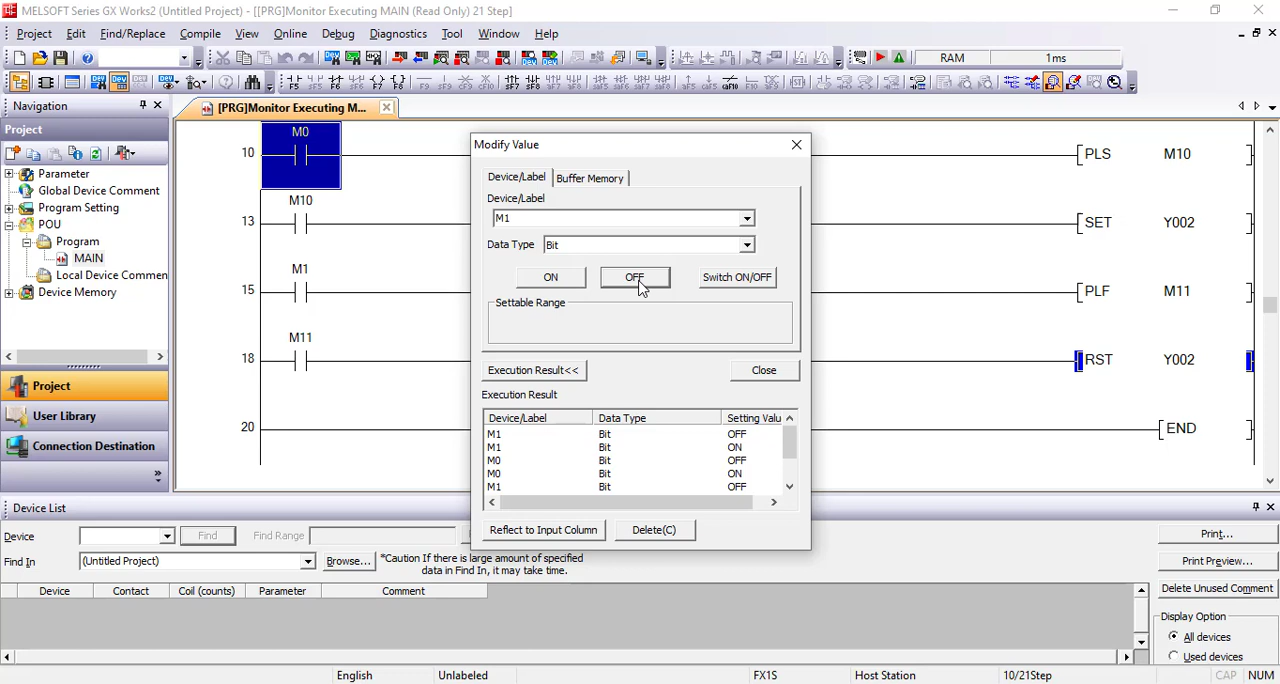 MELSOFT Series GX Works2 (Untitled Project) - [[PRG]Monitor Executing MAIN (Read Only) 21 Step]
Project Edit Find/Replace Compile View Online Debug Diagnostics Tool Window Help
RAM 1ms
Navigation
[PRG]Monitor Executing M...
Project
Parameter
Global Device Comment
Program Setting
POU
Program
MAIN
Local Device Commen
Device Memory
Project
User Library
Connection Destination
M0
10 PLS M10
M10
13 SET Y002
M1
15 PLF M11
M11
18 RST Y002
20 END
Modify Value
Device/Label Buffer Memory
Device/Label
M1
Data Type Bit
ON OFF Switch ON/OFF
Settable Range
Execution Result<< Close
Execution Result
Device/Label Data Type Setting Valu
M1 Bit OFF
M1 Bit ON
M0 Bit OFF
M0 Bit ON
M1 Bit OFF
Reflect to Input Column Delete(C)
Device List
Device Find Find Range
Find In (Untitled Project) Browse... *Caution If there is large amount of specified
data in Find In, it may take time.
Print...
Print Preview...
Delete Unused Comment
Display Option
All devices
Used devices
Device Contact Coil (counts) Parameter Comment
English Unlabeled FX1S Host Station 10/21Step CAP NUM